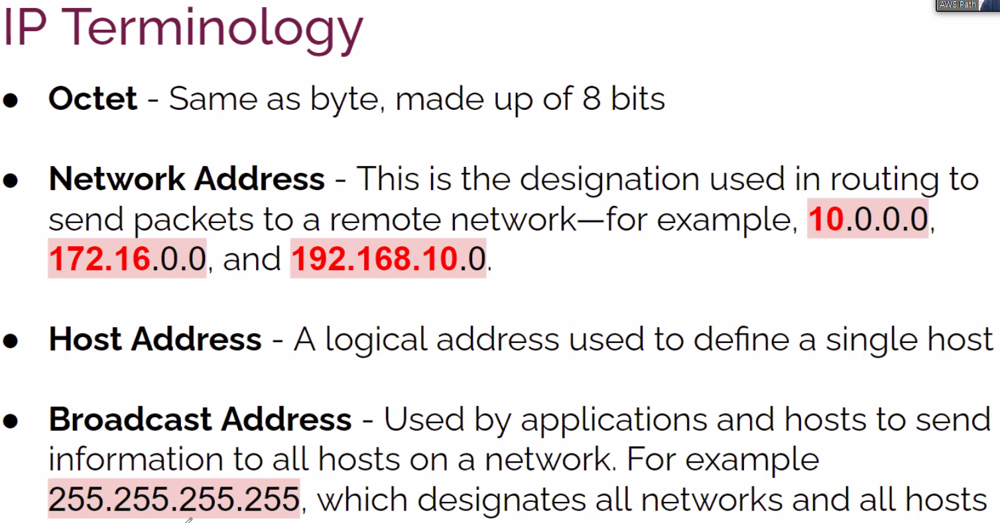 AWS Path
IP Terminology
● Octet - Same as byte, made up of 8 bits
● Network Address - This is the designation used in routing to
send packets to a remote network—for example, 10.0.0.0,
172.16.0.0, and 192.168.10.0.
● Host Address - A logical address used to define a single host
● Broadcast Address - Used by applications and hosts to send
information to all hosts on a network. For example
255.255.255.255, which designates all networks and all hosts